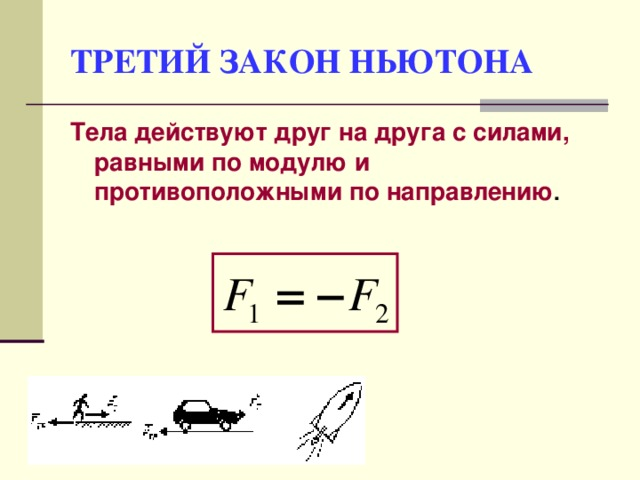 ТРЕТИЙ ЗАКОН НЬЮТОНА
Тела действуют друг на друга с силами,
равными по модулю и
противоположными по направлению.
F₁ = −F₂